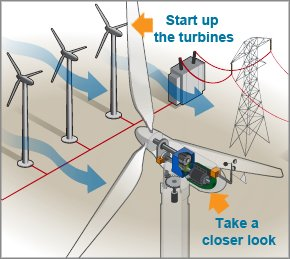 Start up
the turbines
Take a
closer look